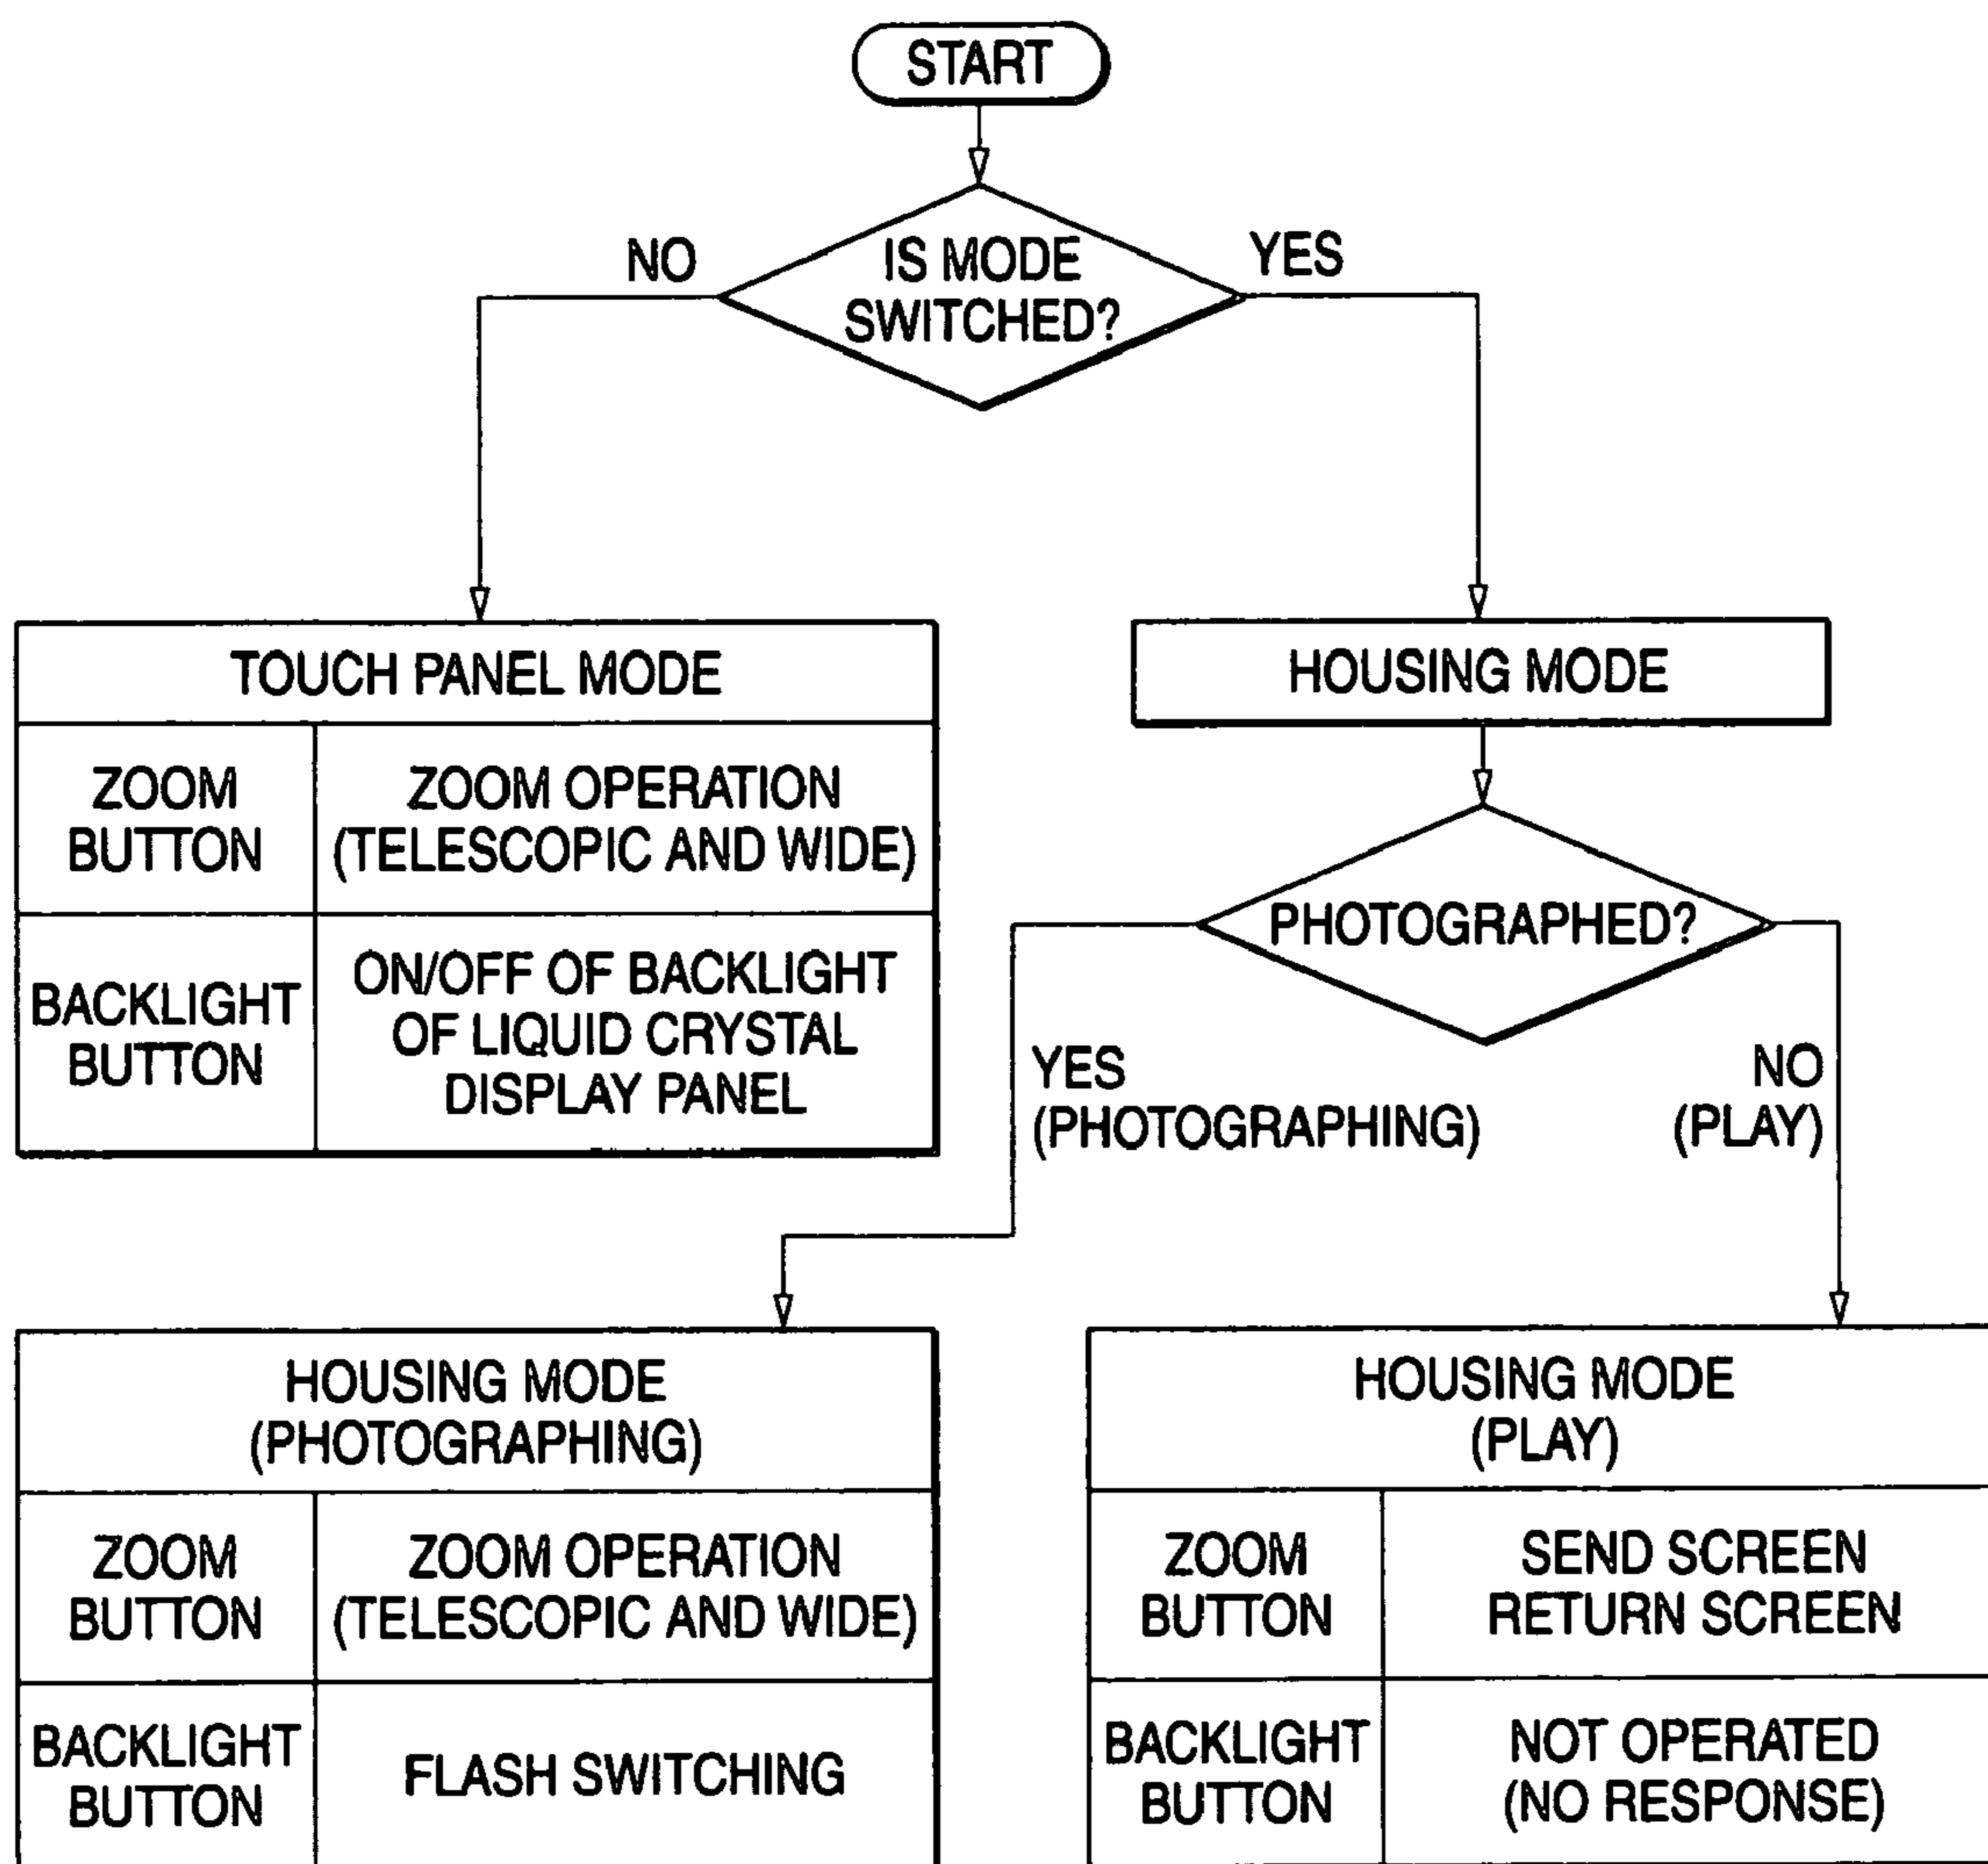 START
IS MODE
SWITCHED?
NO
YES
TOUCH PANEL MODE
ZOOM
BUTTON
ZOOM OPERATION
(TELESCOPIC AND WIDE)
BACKLIGHT
BUTTON
ON/OFF OF BACKLIGHT
OF LIQUID CRYSTAL
DISPLAY PANEL
HOUSING MODE
PHOTOGRAPHED?
YES
(PHOTOGRAPHING)
NO
(PLAY)
HOUSING MODE
(PHOTOGRAPHING)
ZOOM
BUTTON
ZOOM OPERATION
(TELESCOPIC AND WIDE)
BACKLIGHT
BUTTON
FLASH SWITCHING
HOUSING MODE
(PLAY)
ZOOM
BUTTON
SEND SCREEN
RETURN SCREEN
BACKLIGHT
BUTTON
NOT OPERATED
(NO RESPONSE)